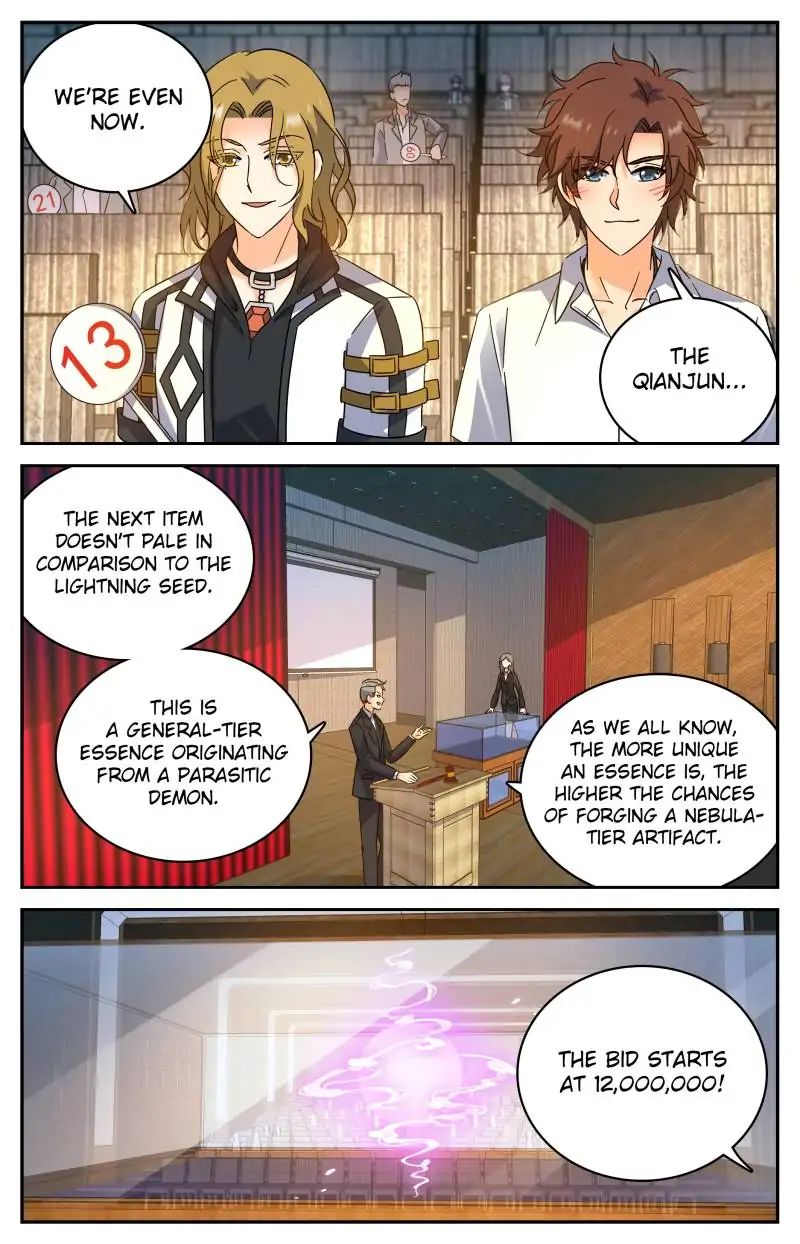 WE'RE EVEN
NOW.
21
8
13
THE
QIANJUN...
THE NEXT ITEM
DOESN'T PALE IN
COMPARISON TO THE
LIGHTNING SEED.
THIS IS
A GENERAL-TIER
ESSENCE ORIGINATING
FROM A PARASITIC
DEMON.
AS WE ALL KNOW,
THE MORE UNIQUE
AN ESSENCE IS, THE
HIGHER THE CHANCES
OF FORGING A NEBULA-
TIER ARTIFACT.
THE BID STARTS
AT 12,000,000!